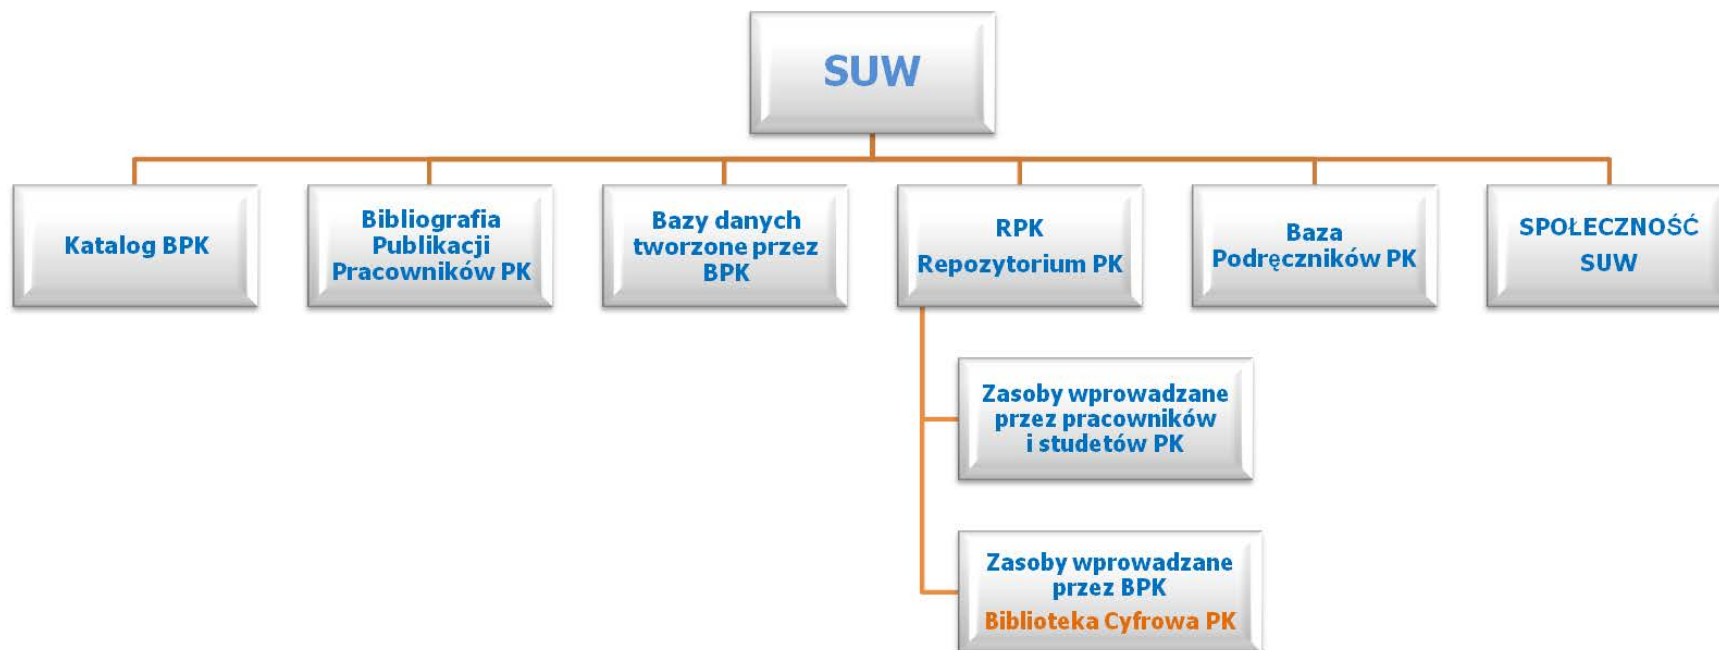 SUW
Katalog BPK
Bibliografia
Publikacji
Pracowników PK
Bazy danych
tworzone przez
BPK
RPK
Repozytorium PK
Baza
Podręczników PK
SPOŁECZNOŚĆ
SUW
Zasoby wprowadzane
przez pracowników
i studetów PK
Zasoby wprowadzane
przez BPK
Biblioteka Cyfrowa PK